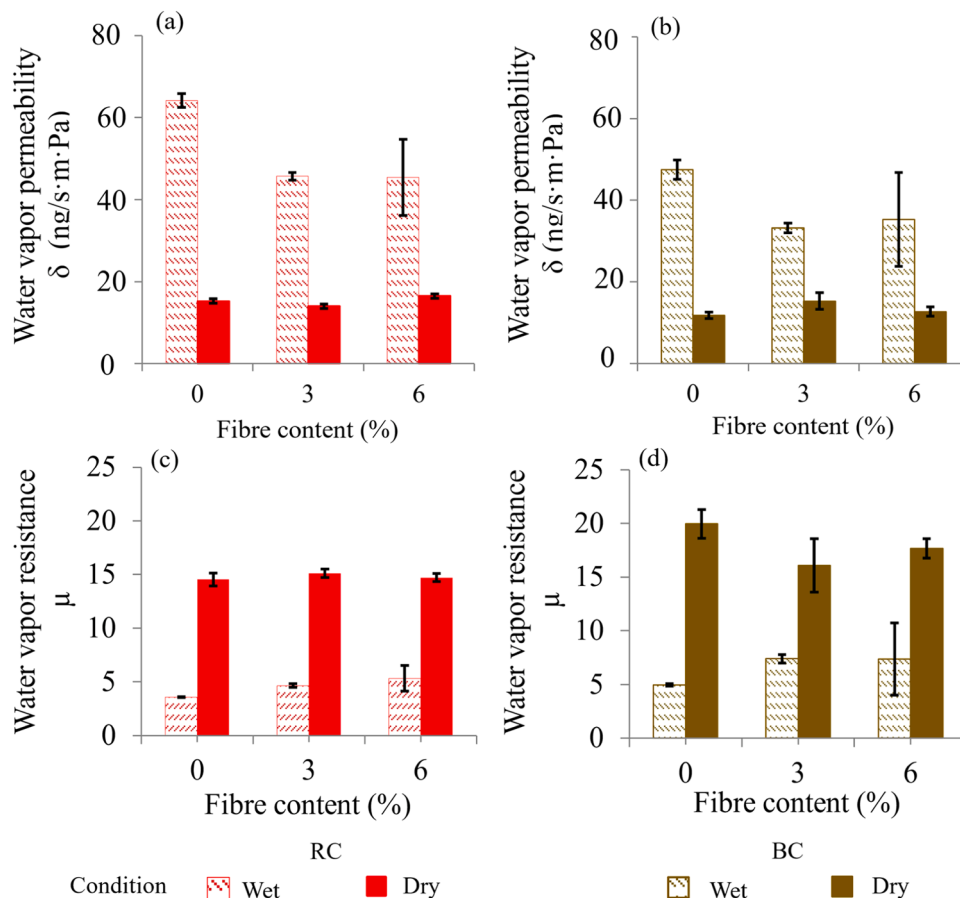 (a)
Water vapor permeability
δ (ng/s·m·Pa)
80
60
40
20
0
0 3 6
Fibre content (%)
(b)
Water vapor permeability
δ (ng/s·m·Pa)
80
60
40
20
0
0 3 6
Fibre content (%)
(c)
Water vapor resistance
μ
25
20
15
10
5
0
0 3 6
Fibre content (%)
(d)
Water vapor resistance
μ
25
20
15
10
5
0
0 3 6
Fibre content (%)
RC BC
Condition Wet Dry Wet Dry